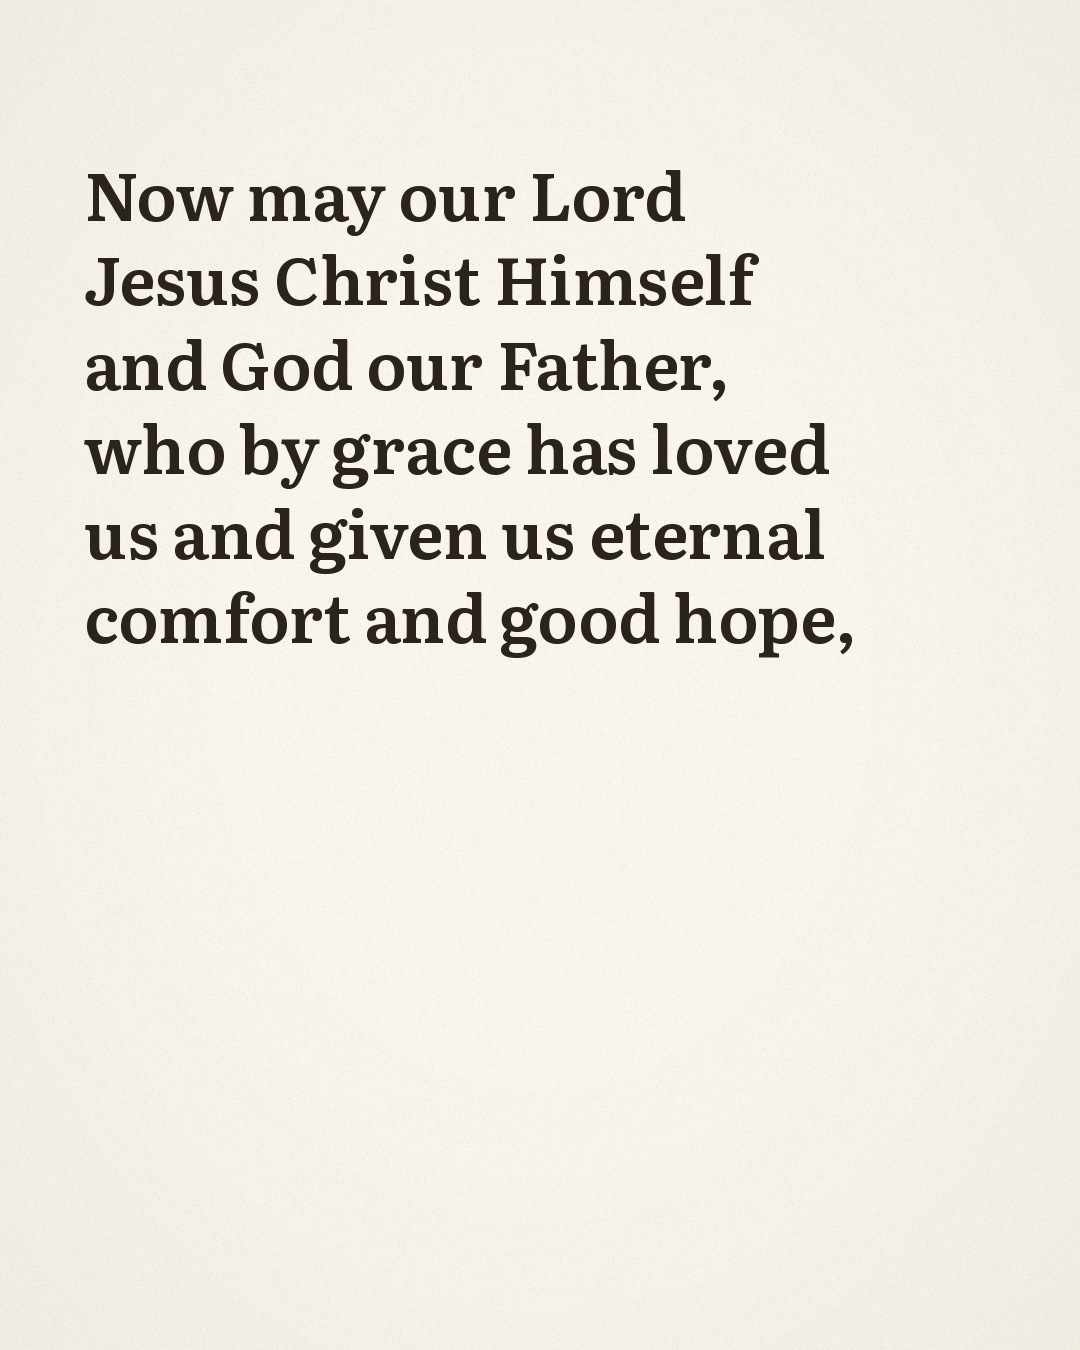 Now may our Lord
Jesus Christ Himself
and God our Father,
who by grace has loved
us and given us eternal
comfort and good hope,